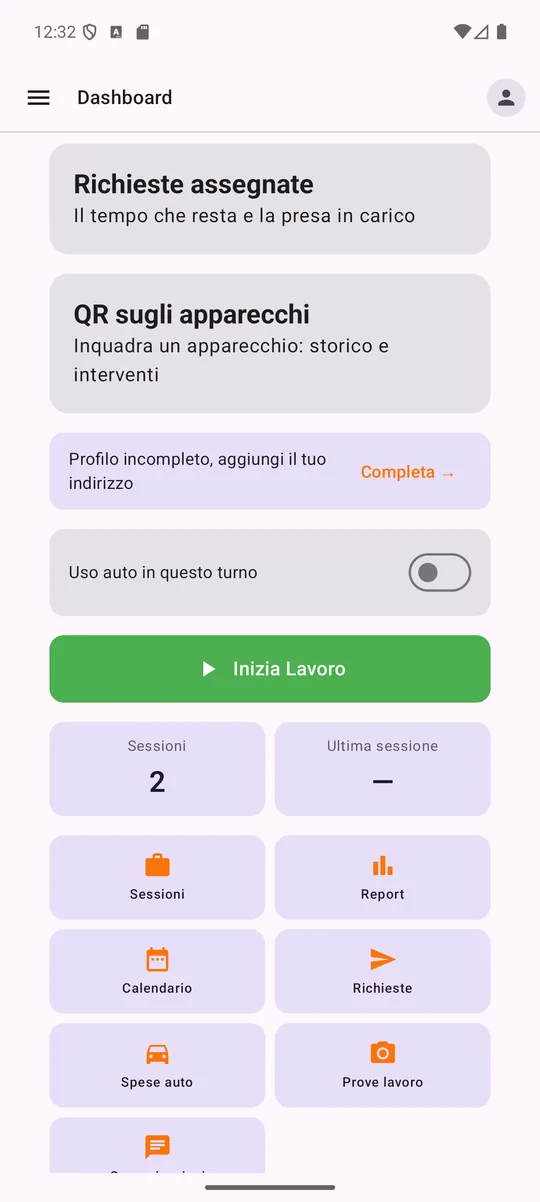 12:32
Dashboard
Richieste assegnate
Il tempo che resta e la presa in carico
QR sugli apparecchi
Inquadra un apparecchio: storico e
interventi
Profilo incompleto, aggiungi il tuo
indirizzo
Completa →
Uso auto in questo turno
Inizia Lavoro
Sessioni
2
Ultima sessione
—
Sessioni
Report
Calendario
Richieste
Spese auto
Prove lavoro